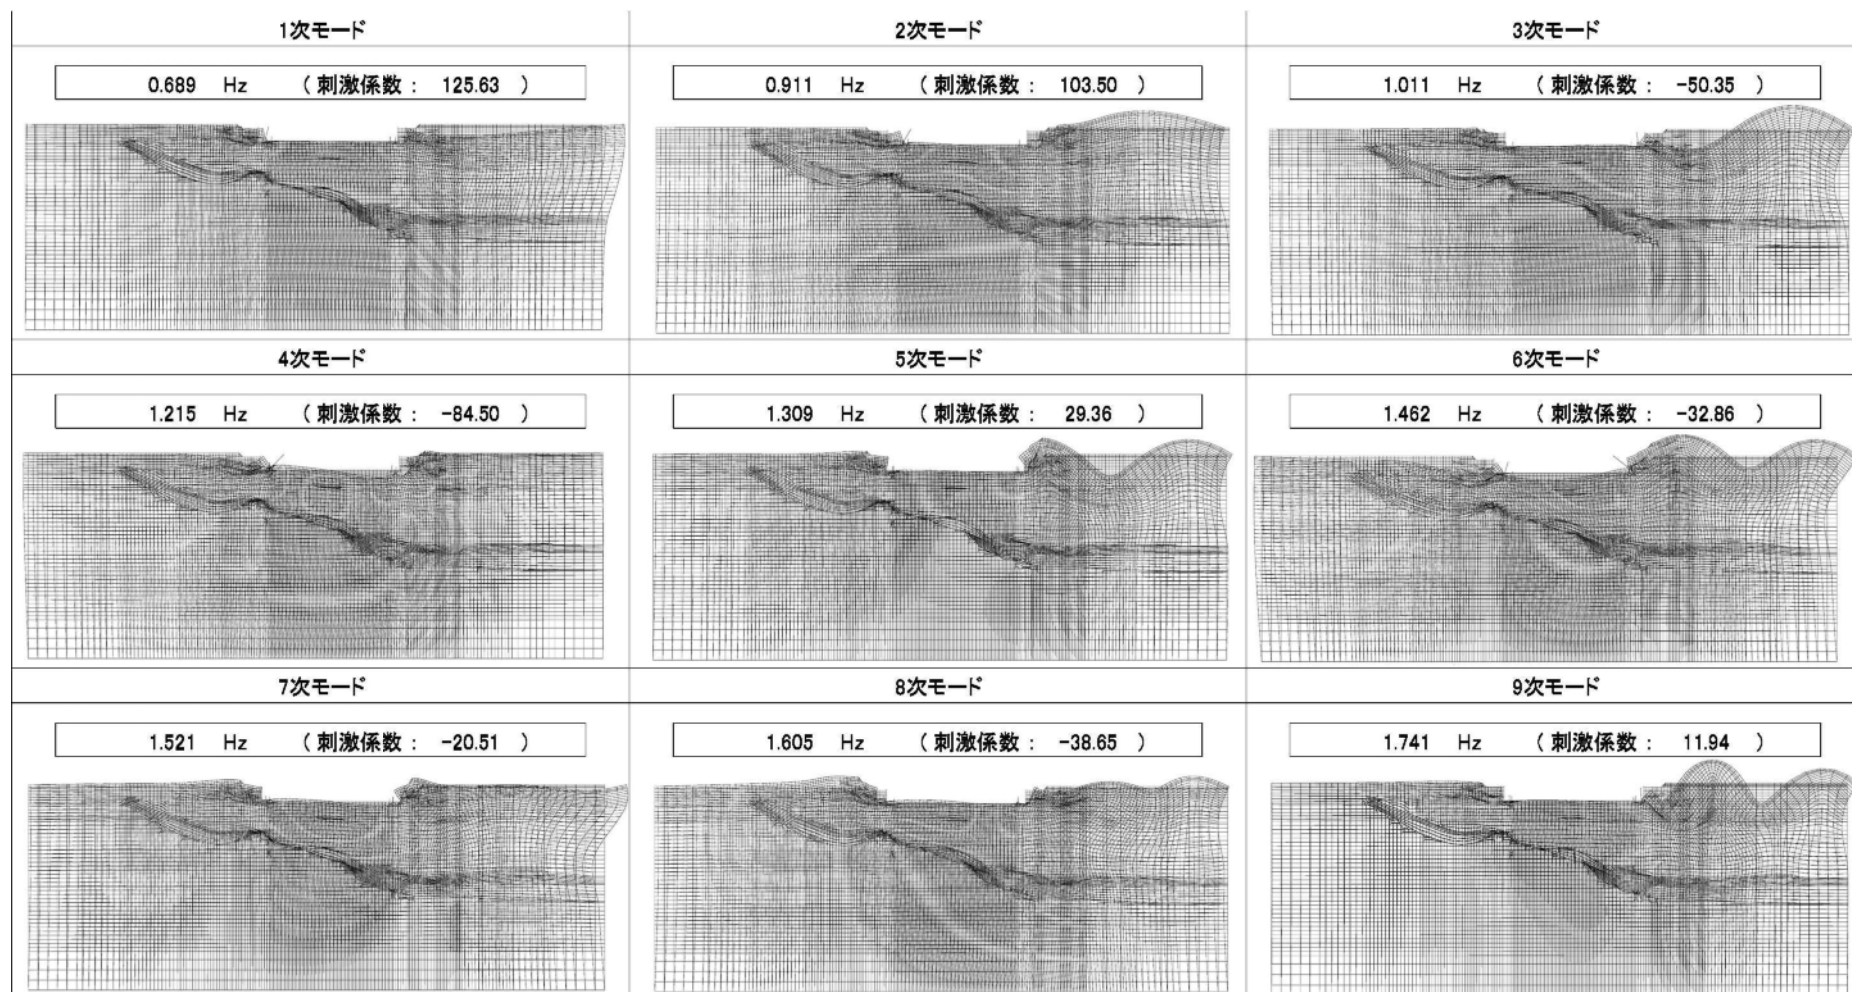 1次モード 2次モード 3次モード
0.689 Hz （ 刺激係数 ： 125.63 ） 0.911 Hz （ 刺激係数 ： 103.50 ） 1.011 Hz （ 刺激係数 ： -50.35 ）
4次モード 5次モード 6次モード
1.215 Hz （ 刺激係数 ： -84.50 ） 1.309 Hz （ 刺激係数 ： 29.36 ） 1.462 Hz （ 刺激係数 ： -32.86 ）
7次モード 8次モード 9次モード
1.521 Hz （ 刺激係数 ： -20.51 ） 1.605 Hz （ 刺激係数 ： -38.65 ） 1.741 Hz （ 刺激係数 ： 11.94 ）